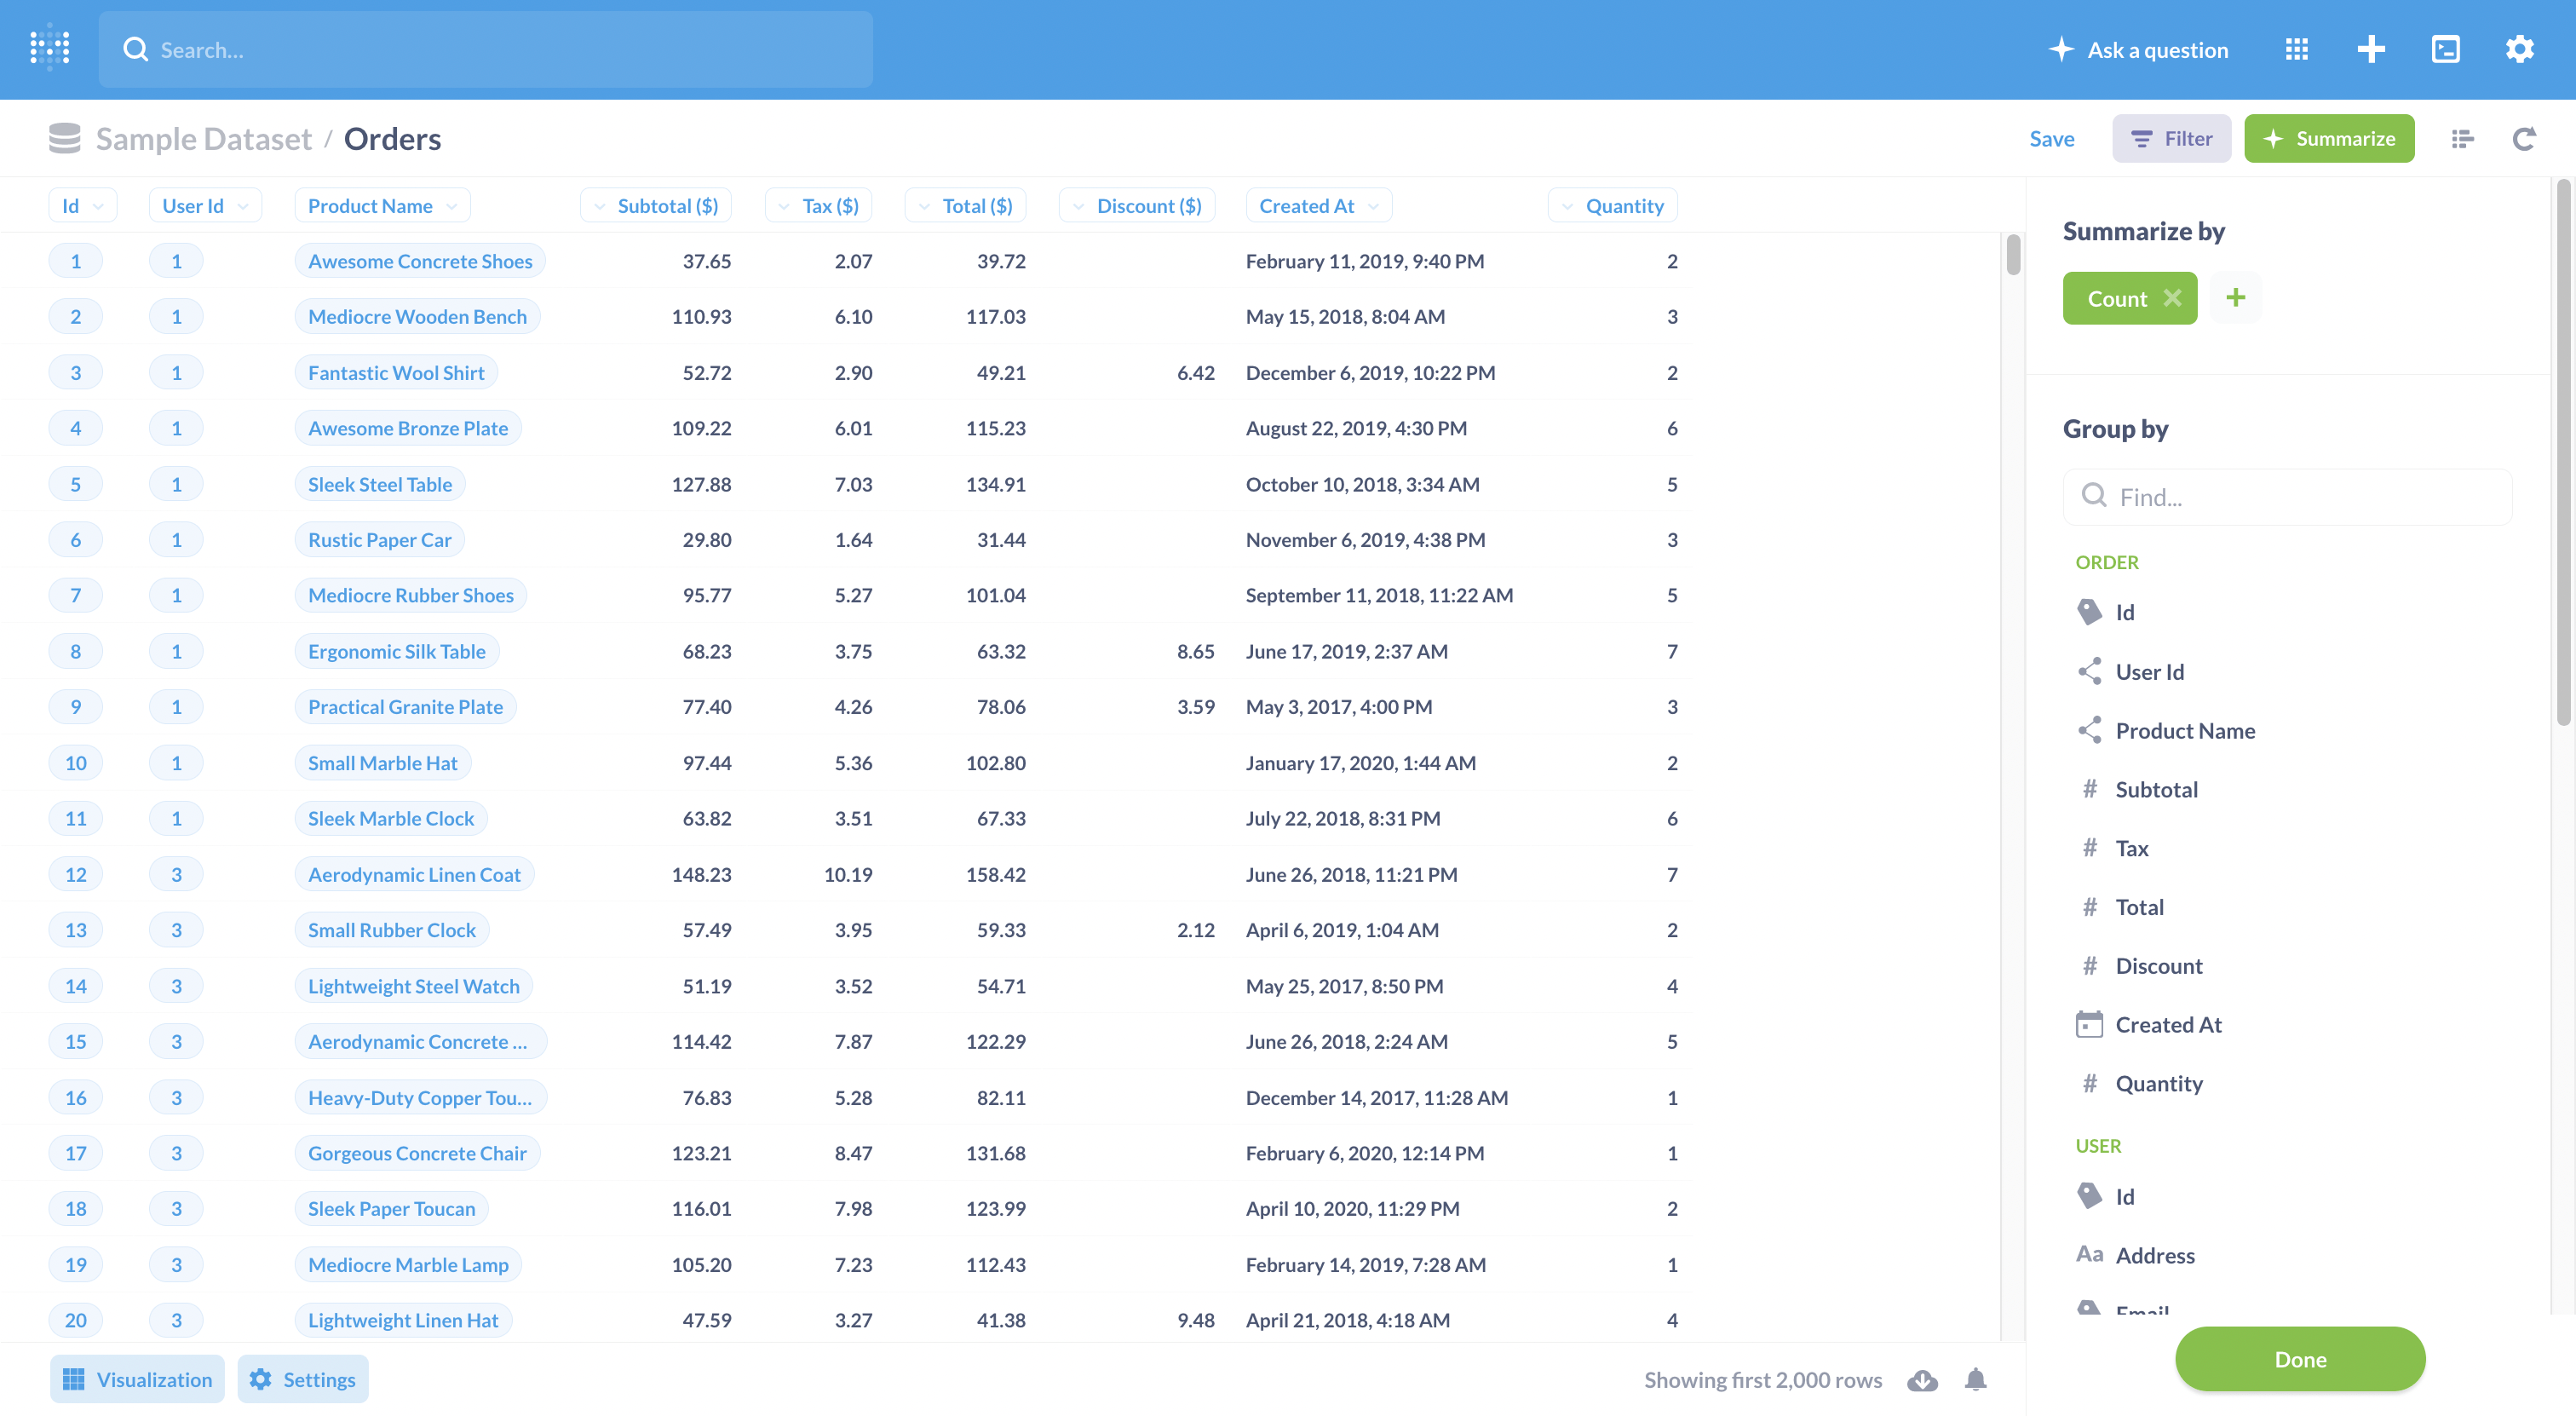 Search...
Ask a question
Sample Dataset / Orders
Save
Filter
Summarize
Id User Id Product Name Subtotal ($) Tax ($) Total ($) Discount ($) Created At Quantity
1 1 Awesome Concrete Shoes 37.65 2.07 39.72 February 11, 2019, 9:40 PM 2
2 1 Mediocre Wooden Bench 110.93 6.10 117.03 May 15, 2018, 8:04 AM 3
3 1 Fantastic Wool Shirt 52.72 2.90 49.21 6.42 December 6, 2019, 10:22 PM 2
4 1 Awesome Bronze Plate 109.22 6.01 115.23 August 22, 2019, 4:30 PM 6
5 1 Sleek Steel Table 127.88 7.03 134.91 October 10, 2018, 3:34 AM 5
6 1 Rustic Paper Car 29.80 1.64 31.44 November 6, 2019, 4:38 PM 3
7 1 Mediocre Rubber Shoes 95.77 5.27 101.04 September 11, 2018, 11:22 AM 5
8 1 Ergonomic Silk Table 68.23 3.75 63.32 8.65 June 17, 2019, 2:37 AM 7
9 1 Practical Granite Plate 77.40 4.26 78.06 3.59 May 3, 2017, 4:00 PM 3
10 1 Small Marble Hat 97.44 5.36 102.80 January 17, 2020, 1:44 AM 2
11 1 Sleek Marble Clock 63.82 3.51 67.33 July 22, 2018, 8:31 PM 6
12 3 Aerodynamic Linen Coat 148.23 10.19 158.42 June 26, 2018, 11:21 PM 7
13 3 Small Rubber Clock 57.49 3.95 59.33 2.12 April 6, 2019, 1:04 AM 2
14 3 Lightweight Steel Watch 51.19 3.52 54.71 May 25, 2017, 8:50 PM 4
15 3 Aerodynamic Concrete ... 114.42 7.87 122.29 June 26, 2018, 2:24 AM 5
16 3 Heavy-Duty Copper Tou... 76.83 5.28 82.11 December 14, 2017, 11:28 AM 1
17 3 Gorgeous Concrete Chair 123.21 8.47 131.68 February 6, 2020, 12:14 PM 1
18 3 Sleek Paper Toucan 116.01 7.98 123.99 April 10, 2020, 11:29 PM 2
19 3 Mediocre Marble Lamp 105.20 7.23 112.43 February 14, 2019, 7:28 AM 1
20 3 Lightweight Linen Hat 47.59 3.27 41.38 9.48 April 21, 2018, 4:18 AM 4
Visualization
Settings
Showing first 2,000 rows
Summarize by
Count
Group by
Find...
ORDER
Id
User Id
Product Name
# Subtotal
# Tax
# Total
# Discount
Created At
# Quantity
USER
Id
Aa Address
Email
Done